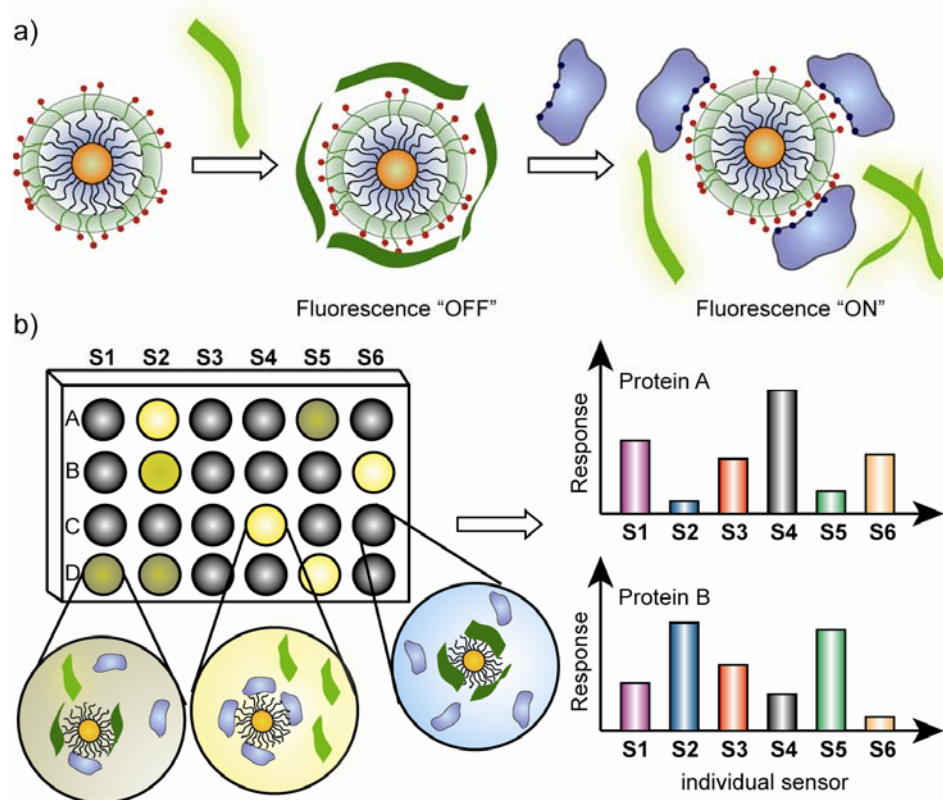 a)
Fluorescence “OFF”
Fluorescence “ON”
b)
S1 S2 S3 S4 S5 S6
A
B
C
D
Response
Protein A
S1 S2 S3 S4 S5 S6
Response
Protein B
S1 S2 S3 S4 S5 S6
individual sensor